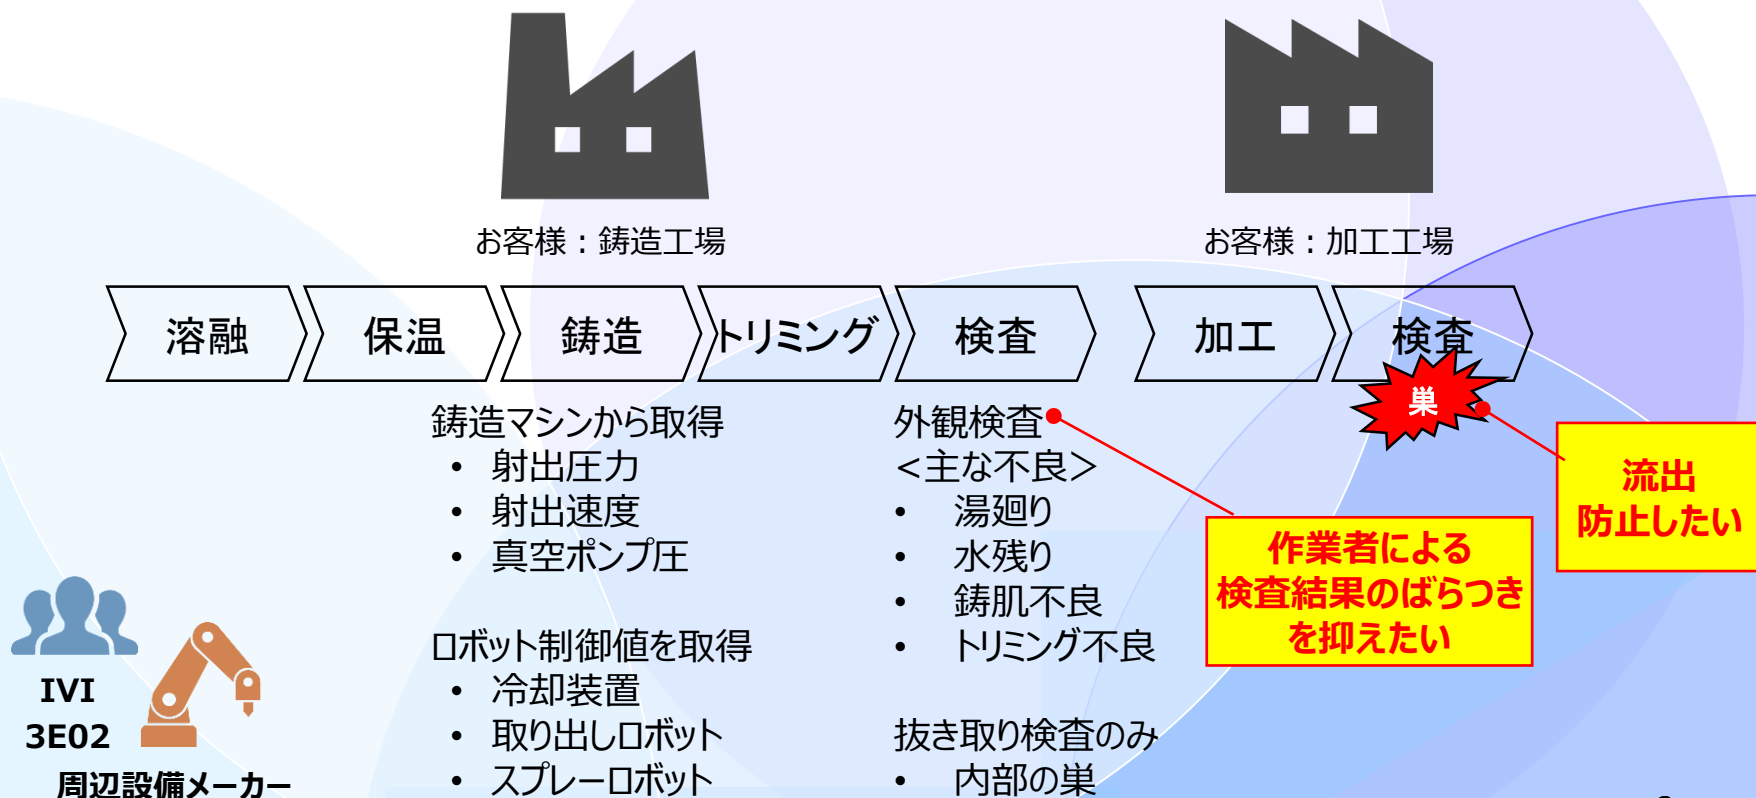 お客様：鋳造工場
お客様：加工工場
溶融
保温
鋳造
トリミング
検査
加工
検査
巣
鋳造マシンから取得
• 射出圧力
• 射出速度
• 真空ポンプ圧
ロボット制御値を取得
• 冷却装置
• 取り出しロボット
• スプレーロボット
外観検査
＜主な不良＞
• 湯廻り
• 水残り
• 鋳肌不良
• トリミング不良
抜き取り検査のみ
• 内部の巣
作業者による
検査結果のばらつき
を抑えたい
流出
防止したい
IVI
3E02
周辺設備メーカー